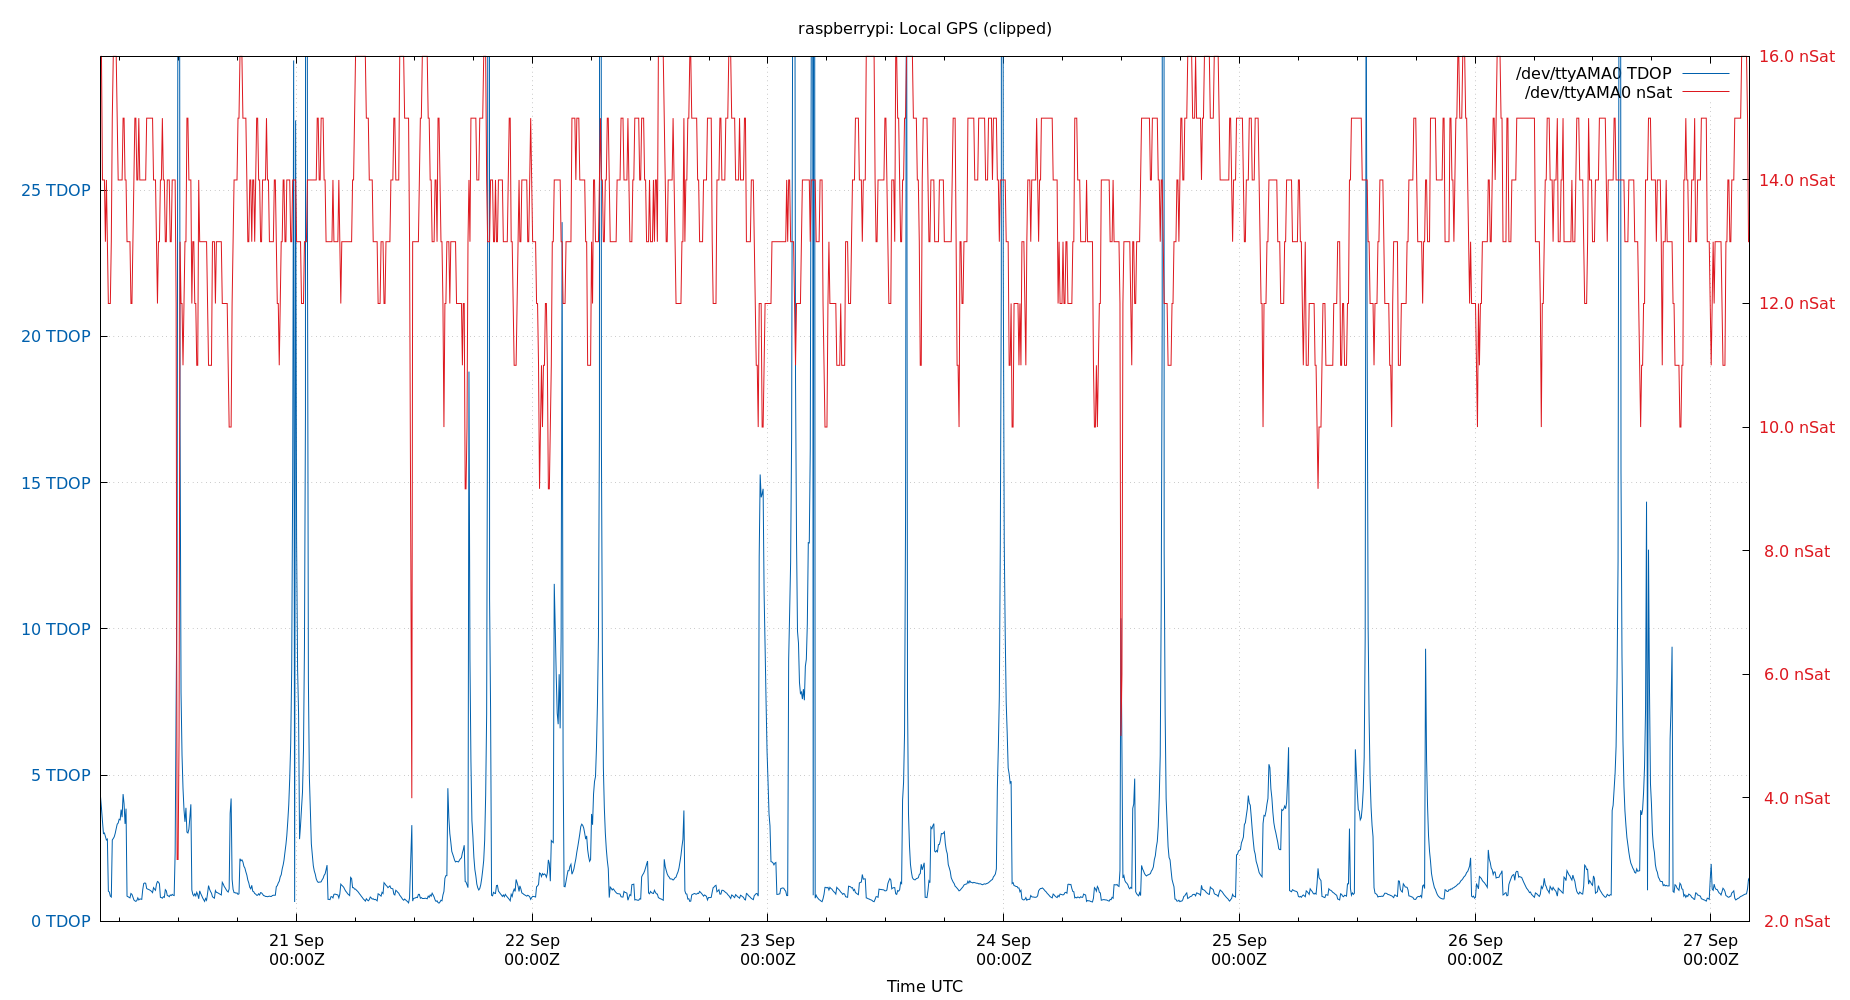 raspberrypi: Local GPS (clipped)
16.0 nSat
/dev/ttyAMA0 TDOP
/dev/ttyAMA0 nSat
25 TDOP
14.0 nSat
12.0 nSat
20 TDOP
10.0 nSat
15 TDOP
8.0 nSat
10 TDOP
6.0 nSat
5 TDOP
4.0 nSat
0 TDOP
2.0 nSat
21 Sep 22 Sep 23 Sep 24 Sep 25 Sep 26 Sep 27 Sep
00:00Z 00:00Z 00:00Z 00:00Z 00:00Z 00:00Z 00:00Z
Time UTC